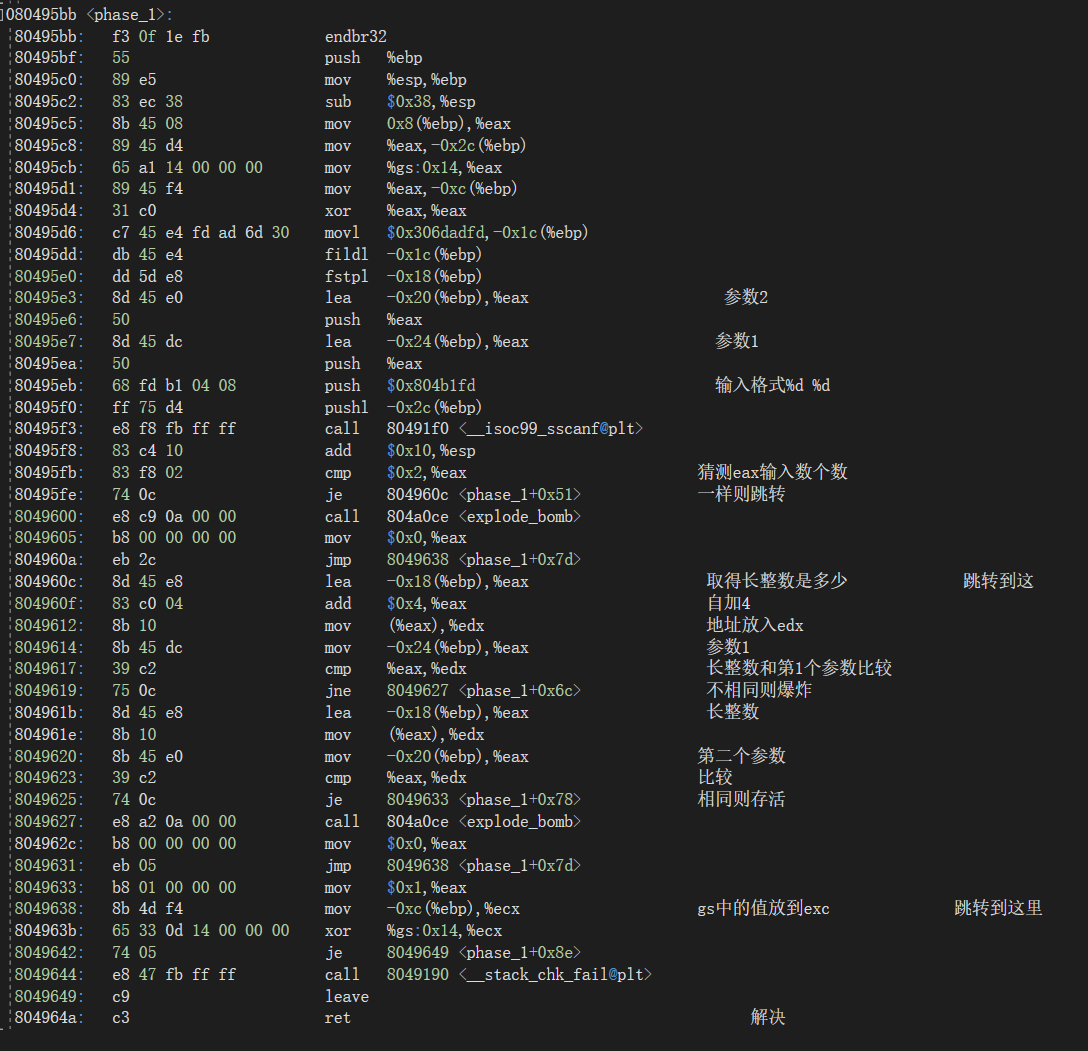 080495bb <phase_1>:
80495bb: f3 0f 1e fb endbr32
80495bf: 55 push %ebp
80495c0: 89 e5 mov %esp,%ebp
80495c2: 83 ec 38 sub $0x38,%esp
80495c5: 8b 45 08 mov 0x8(%ebp),%eax
80495c8: 89 45 d4 mov %eax,-0x2c(%ebp)
80495cb: 65 a1 14 00 00 00 mov %gs:0x14,%eax
80495d1: 89 45 f4 mov %eax,-0xc(%ebp)
80495d4: 31 c0 xor %eax,%eax
80495d6: c7 45 e4 fd ad 6d 30 movl $0x306dadfd,-0x1c(%ebp)
80495dd: db 45 e4 fildl -0x1c(%ebp)
80495e0: dd 5d e8 fstpl -0x18(%ebp)
80495e3: 8d 45 e0 lea -0x20(%ebp),%eax 参数2
80495e6: 50 push %eax
80495e7: 8d 45 dc lea -0x24(%ebp),%eax 参数1
80495ea: 50 push %eax
80495eb: 68 fd b1 04 08 push $0x804b1fd 输入格式%d %d
80495f0: ff 75 d4 pushl -0x2c(%ebp)
80495f3: e8 f8 fb ff ff call 80491f0 <__isoc99_sscanf@plt>
80495f8: 83 c4 10 add $0x10,%esp
80495fb: 83 f8 02 cmp $0x2,%eax 猜测eax输入数个数
80495fe: 74 0c je 804960c <phase_1+0x51> 一样则跳转
8049600: e8 c9 0a 00 00 call 804a0ce <explode_bomb>
8049605: b8 00 00 00 00 mov $0x0,%eax
804960a: eb 2c jmp 8049638 <phase_1+0x7d>
804960c: 8d 45 e8 lea -0x18(%ebp),%eax 取得长整数是多少 跳转到这
804960f: 83 c0 04 add $0x4,%eax 自加4
8049612: 8b 10 mov (%eax),%edx 地址放入edx
8049614: 8b 45 dc mov -0x24(%ebp),%eax 参数1
8049617: 39 c2 cmp %eax,%edx 长整数和第1个参数比较
8049619: 75 0c jne 8049627 <phase_1+0x6c> 不相同则爆炸
804961b: 8d 45 e8 lea -0x18(%ebp),%eax 长整数
804961e: 8b 10 mov (%eax),%edx
8049620: 8b 45 e0 mov -0x20(%ebp),%eax 第二个参数
8049623: 39 c2 cmp %eax,%edx 比较
8049625: 74 0c je 8049633 <phase_1+0x78> 相同则存活
8049627: e8 a2 0a 00 00 call 804a0ce <explode_bomb>
804962c: b8 00 00 00 00 mov $0x0,%eax
8049631: eb 05 jmp 8049638 <phase_1+0x7d>
8049633: b8 01 00 00 00 mov $0x1,%eax
8049638: 8b 4d f4 mov -0xc(%ebp),%ecx gs中的值放到exc 跳转到这里
804963b: 65 33 0d 14 00 00 00 xor %gs:0x14,%ecx
8049642: 74 05 je 8049649 <phase_1+0x8e>
8049644: e8 47 fb ff ff call 8049190 <__stack_chk_fail@plt>
8049649: c9 leave
804964a: c3 ret 解决